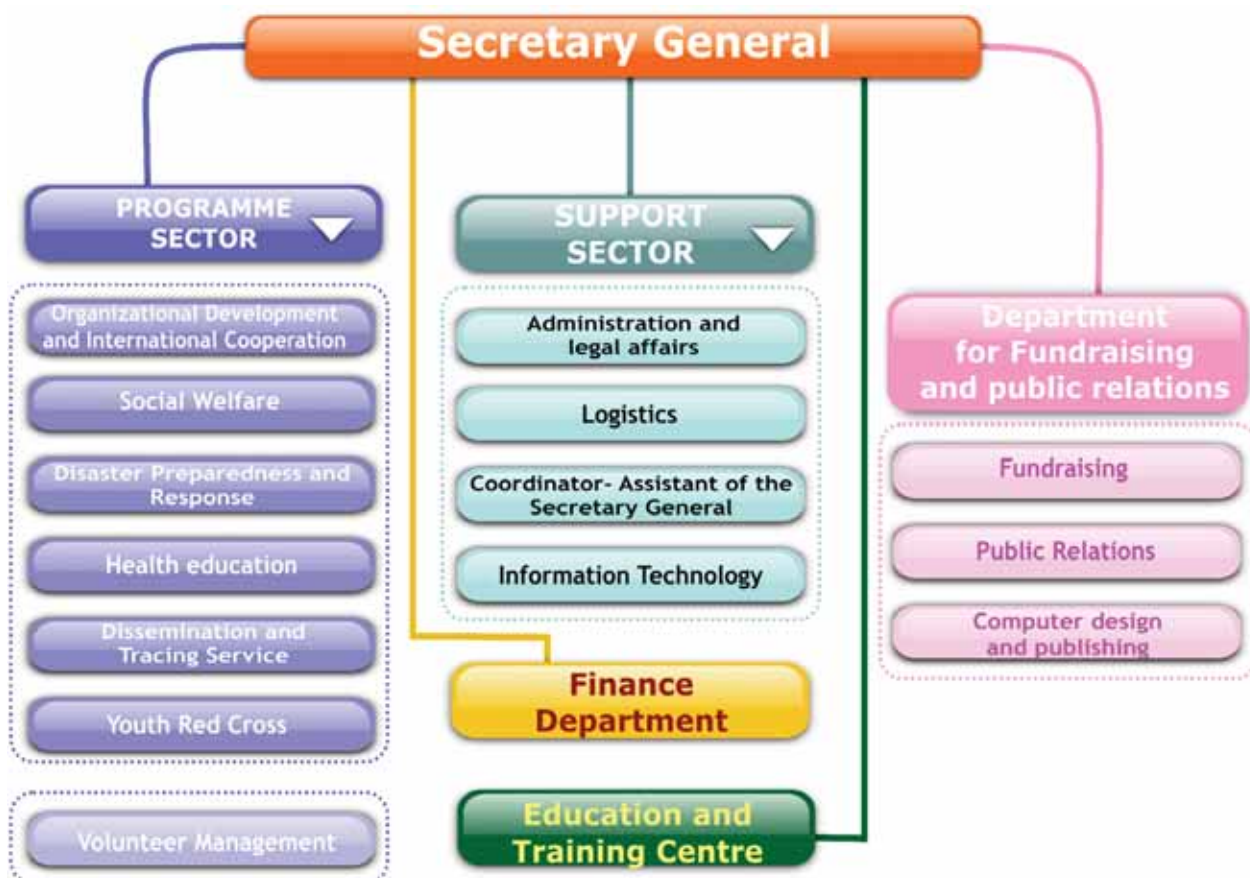 Secretary General
PROGRAMME
SECTOR
Organizational Development
and International Cooperation
Social Welfare
Disaster Preparedness and
Response
Health education
Dissemination and
Tracing Service
Youth Red Cross
Volunteer Management
SUPPORT
SECTOR
Administration and
legal affairs
Logistics
Coordinator- Assistant of the
Secretary General
Information Technology
Finance
Department
Education and
Training Centre
Department
for Fundraising
and public relations
Fundraising
Public Relations
Computer design
and publishing